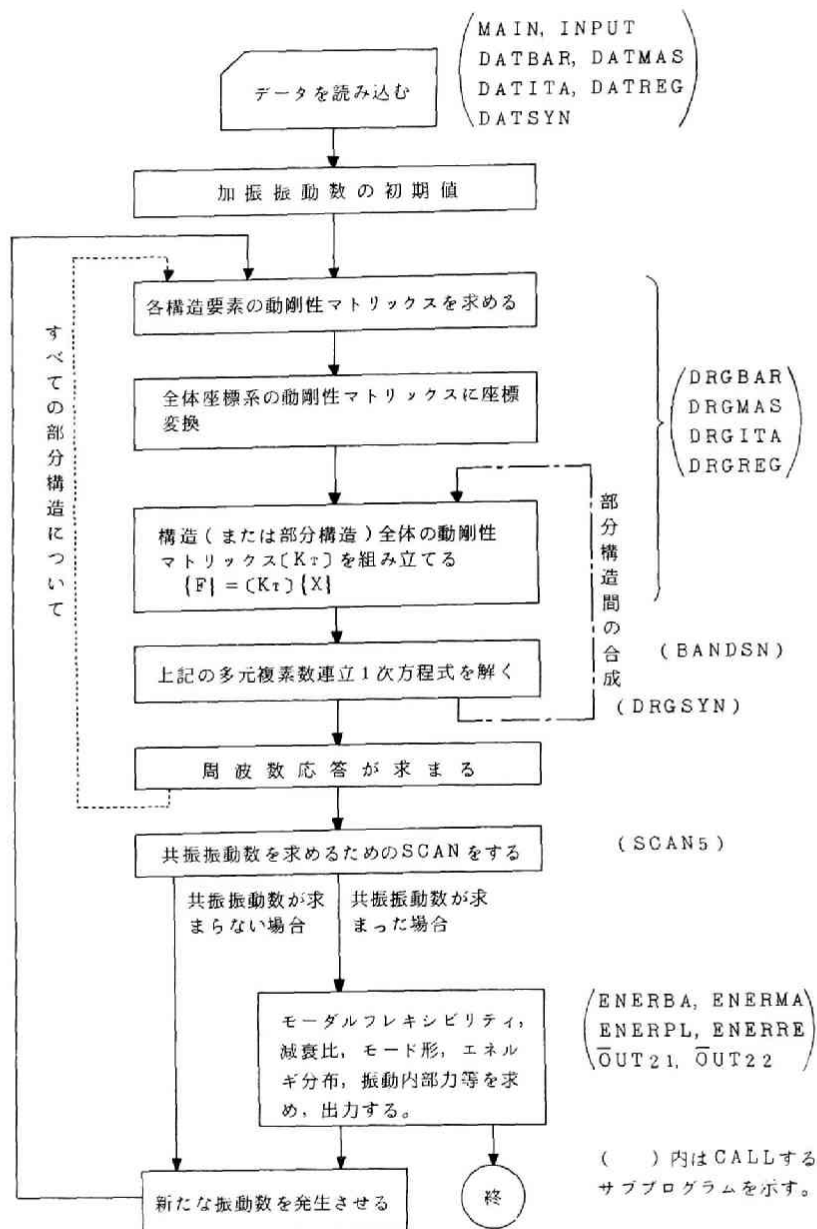 データを読み込む
MAIN, INPUT
DATBAR, DATMAS
DATITA, DATREG
DATSYN
加振振動数の初期値
各構造要素の動剛性マトリックスを求める
全体座標系の動剛性マトリックスに座標
変換
構造(または部分構造)全体の動剛性
マトリックス〔KT〕を組み立てる
{F}=〔KT〕{X}
DRGBAR
DRGMAS
DRGITA
DRGREG
すべての部分構造について
部分構造間の合成
上記の多元複素数連立1次方程式を解く
(BANDSN)
(DRGSYN)
周波数応答が求まる
共振振動数を求めるためのSCANをする
(SCAN5)
共振振動数が求
まらない場合
共振振動数が求
まった場合
モーダルフレキシビリティ,
減衰比,モード形,エネル
ギ分布,振動内部力等を求
め,出力する。
ENERBA, ENERMA
ENERPL, ENERRE
O̅UT21, O̅UT22
新たな振動数を発生させる
終
(  )内はCALLする
サブプログラムを示す。